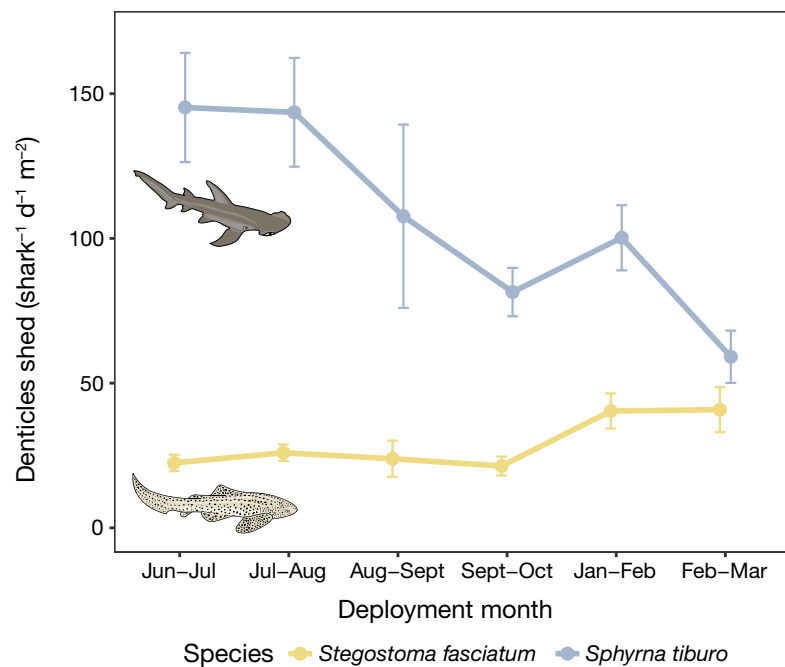 150
100
50
0
Denticles shed (shark⁻¹ d⁻¹ m⁻²)
Jun–Jul Jul–Aug Aug–Sept Sept–Oct Jan–Feb Feb–Mar
Deployment month
Species Stegostoma fasciatum Sphyrna tiburo